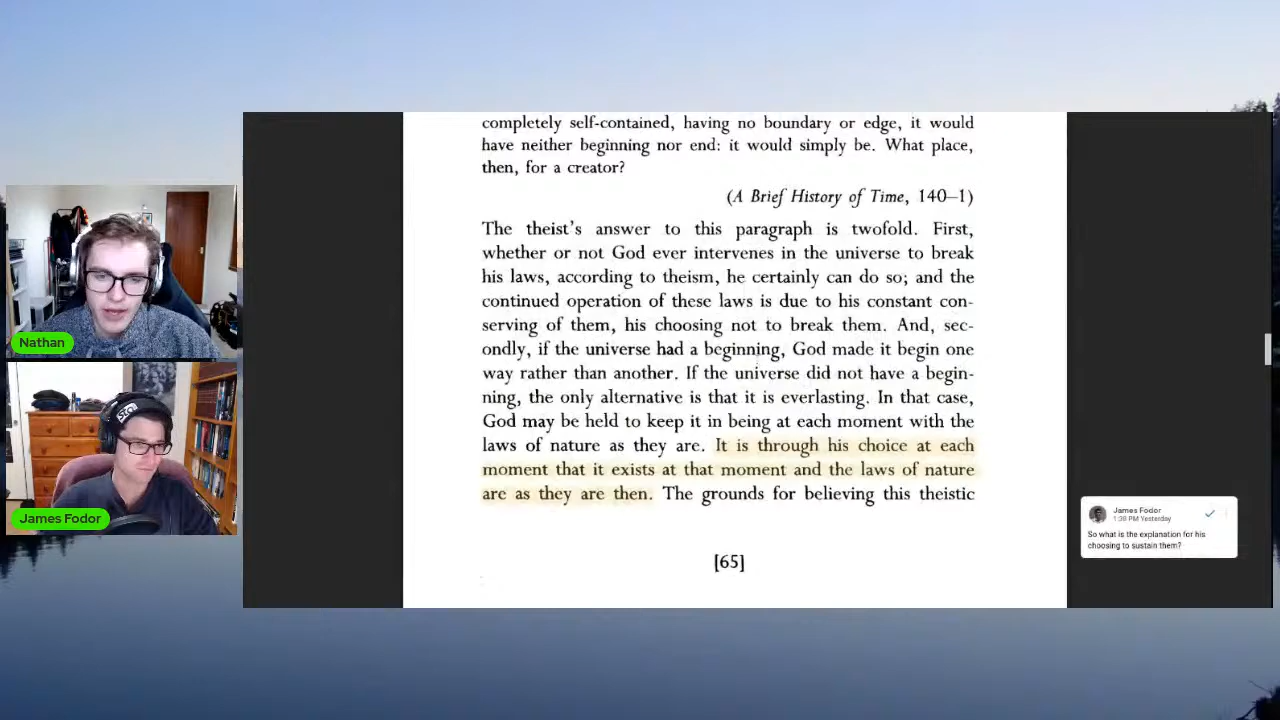 completely self-contained, having no boundary or edge, it would
have neither beginning nor end: it would simply be. What place,
then, for a creator?
(A Brief History of Time, 140–1)
The theist's answer to this paragraph is twofold. First,
whether or not God ever intervenes in the universe to break
his laws, according to theism, he certainly can do so; and the
continued operation of these laws is due to his constant con-
serving of them, his choosing not to break them. And, sec-
ondly, if the universe had a beginning, God made it begin one
way rather than another. If the universe did not have a begin-
ning, the only alternative is that it is everlasting. In that case,
God may be held to keep it in being at each moment with the
laws of nature as they are. It is through his choice at each
moment that it exists at that moment and the laws of nature
are as they are then. The grounds for believing this theistic
[65]
Nathan
James Fodor
James Fodor
1:39 PM Yesterday
So what is the explanation for his
choosing to sustain them?